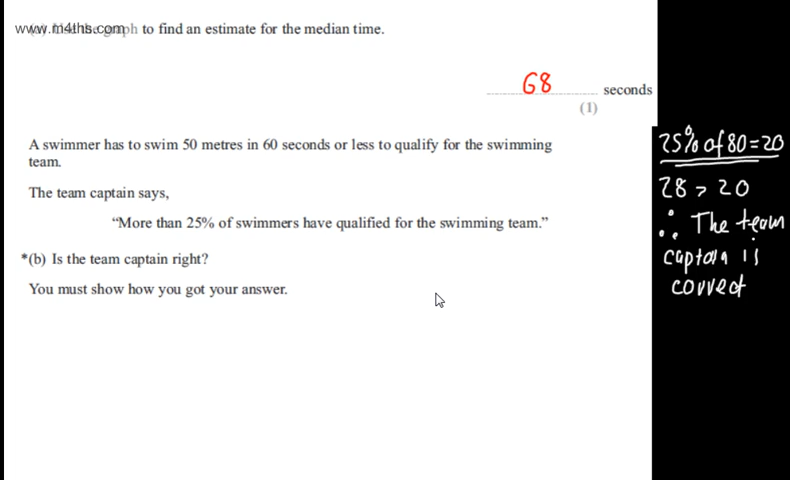 www.m4ths.com graph to find an estimate for the median time.
68 seconds
(1)
A swimmer has to swim 50 metres in 60 seconds or less to qualify for the swimming
team.
The team captain says,
“More than 25% of swimmers have qualified for the swimming team.”
*(b) Is the team captain right?
You must show how you got your answer.
25% of 80 = 20
28 > 20
∴ The team
captain is
correct